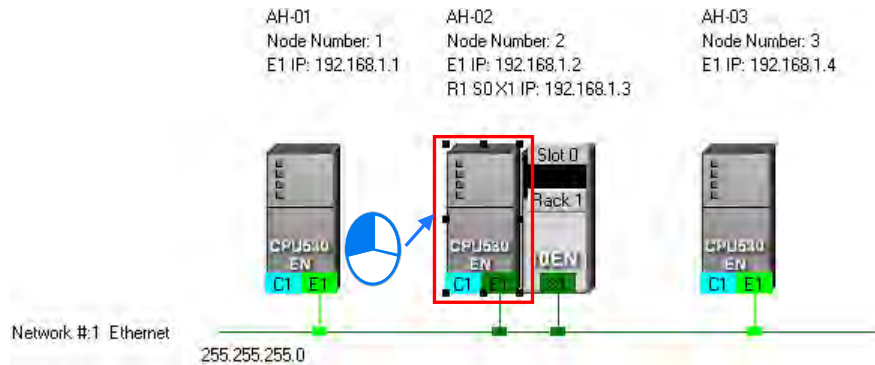 AH-01
Node Number: 1
E1 IP: 192.168.1.1
AH-02
Node Number: 2
E1 IP: 192.168.1.2
R1 S0 X1 IP: 192.168.1.3
AH-03
Node Number: 3
E1 IP: 192.168.1.4
CPU530
EN
C1 E1
CPU530
EN
C1 E1
Slot 0
Rack 1
0EN
X1
CPU530
EN
C1 E1
Network #:1 Ethernet
255.255.255.0